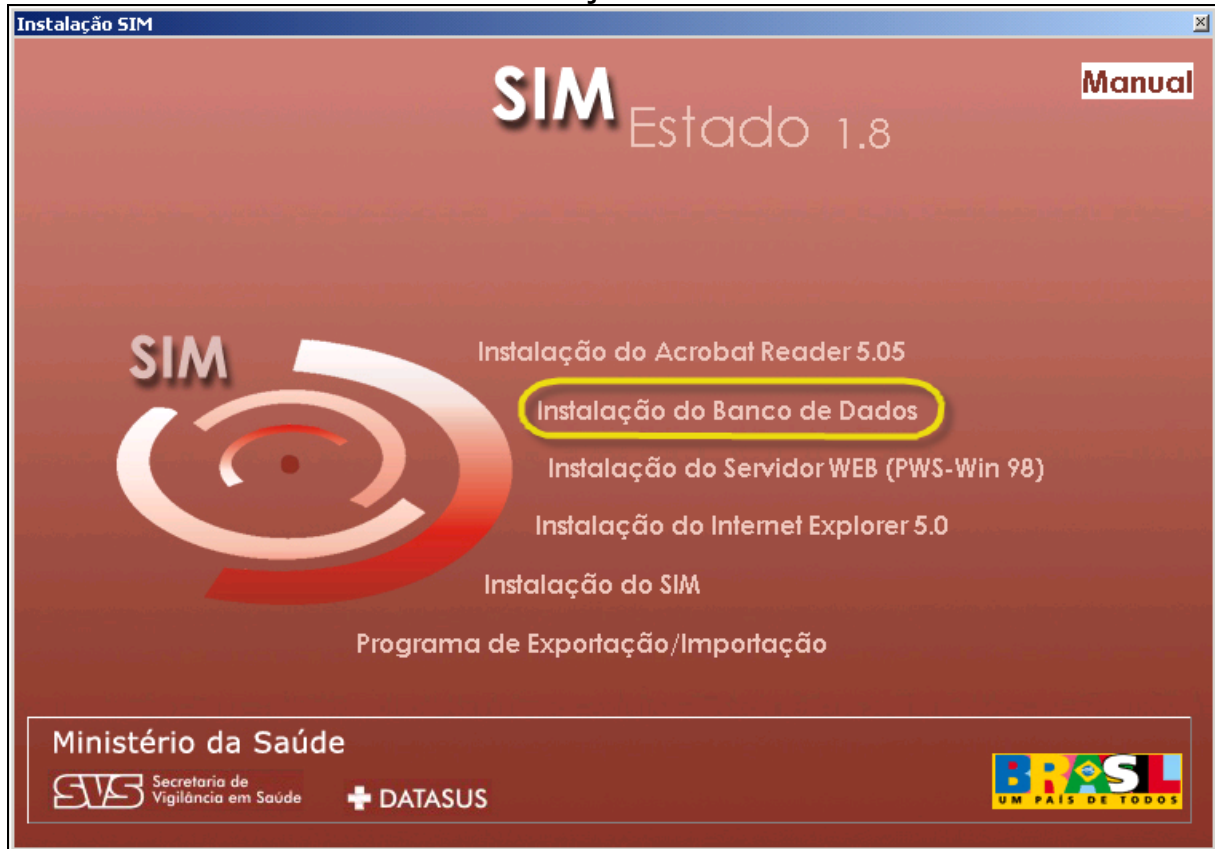 Instalação SIM
SIM
Estado 1.8
Manual
SIM
Instalação do Acrobat Reader 5.05
Instalação do Banco de Dados
Instalação do Servidor WEB (PWS-Win 98)
Instalação do Internet Explorer 5.0
Instalação do SIM
Programa de Exportação/Importação
Ministério da Saúde
SVS Secretaria de
Vigilância em Saúde
DATASUS
BRASIL
UM PAÍS DE TODOS